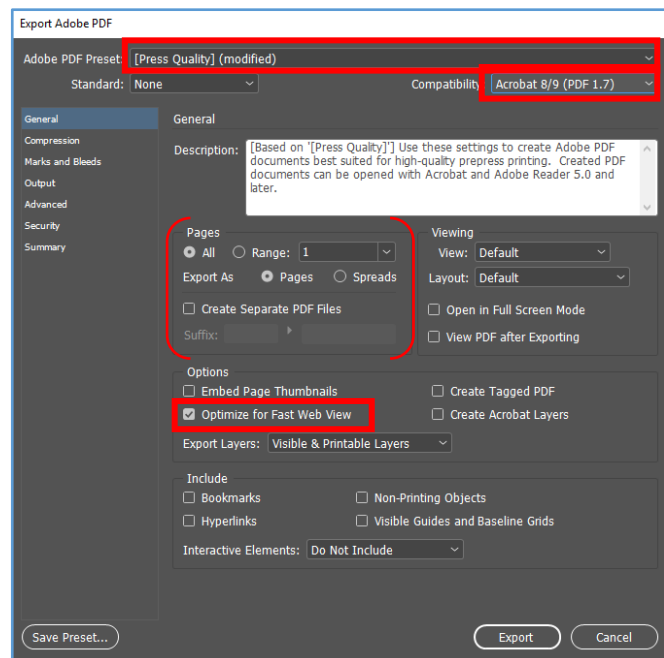 Export Adobe PDF
Adobe PDF Preset: [Press Quality] (modified)
Standard: None Compatibility: Acrobat 8/9 (PDF 1.7)
General
Compression
Marks and Bleeds
Output
Advanced
Security
Summary
General
Description: [Based on '[Press Quality]'] Use these settings to create Adobe PDF
documents best suited for high-quality prepress printing. Created PDF
documents can be opened with Acrobat and Adobe Reader 5.0 and
later.
Pages
All Range: 1
Export As Pages Spreads
Create Separate PDF Files
Suffix:
Viewing
View: Default
Layout: Default
Open in Full Screen Mode
View PDF after Exporting
Options
Embed Page Thumbnails Create Tagged PDF
Optimize for Fast Web View Create Acrobat Layers
Export Layers: Visible & Printable Layers
Include
Bookmarks Non-Printing Objects
Hyperlinks Visible Guides and Baseline Grids
Interactive Elements: Do Not Include
Save Preset... Export Cancel